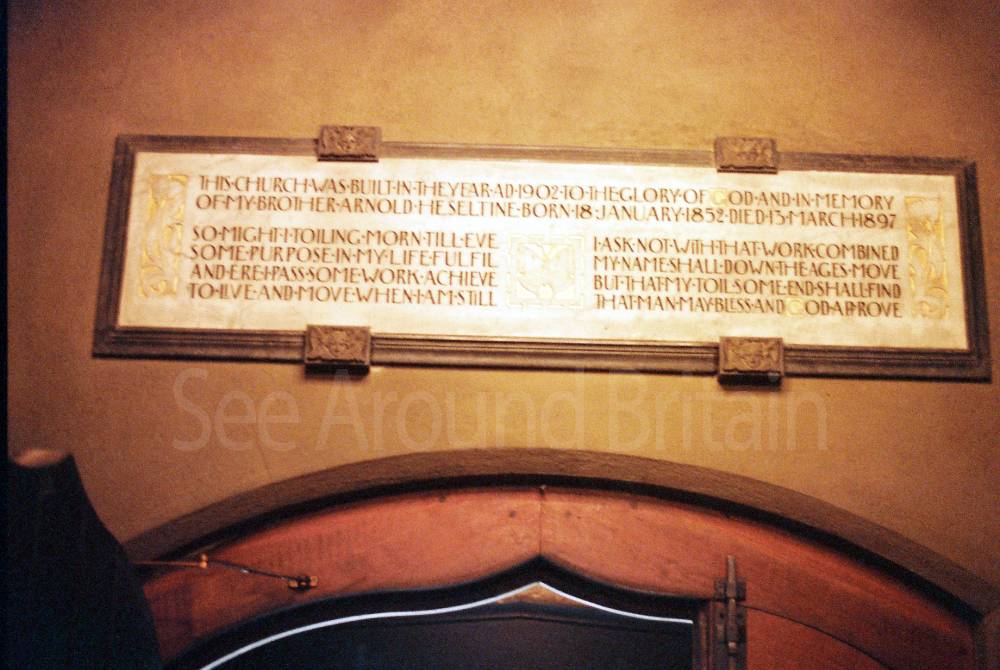 THIS·CHURCH·WAS·BUILT·IN·THE·YEAR·AD·1902·TO·THE·GLORY·OF GOD·AND·IN·MEMORY
OF·MY·BROTHER·ARNOLD·HESELTINE·BORN·18·JANUARY·1852·DIED·13·MARCH·1897
SO·MIGHT·I·TOILING·MORN·TILL·EVE
SOME·PURPOSE·IN·MY·LIFE·FULFIL
AND·ERE·I·PASS·SOME·WORK·ACHIEVE
TO·LIVE·AND·MOVE·WHEN·I·AM·STILL
I·ASK·NOT·WITH·THAT·WORK·COMBINED
MY·NAME·SHALL·DOWN·THE·AGES·MOVE
BUT·THAT·MY·TOIL·SOME·END·SHALL·FIND
THAT·MAN·MAY·BLESS·AND GOD·APPROVE
See Around Britain